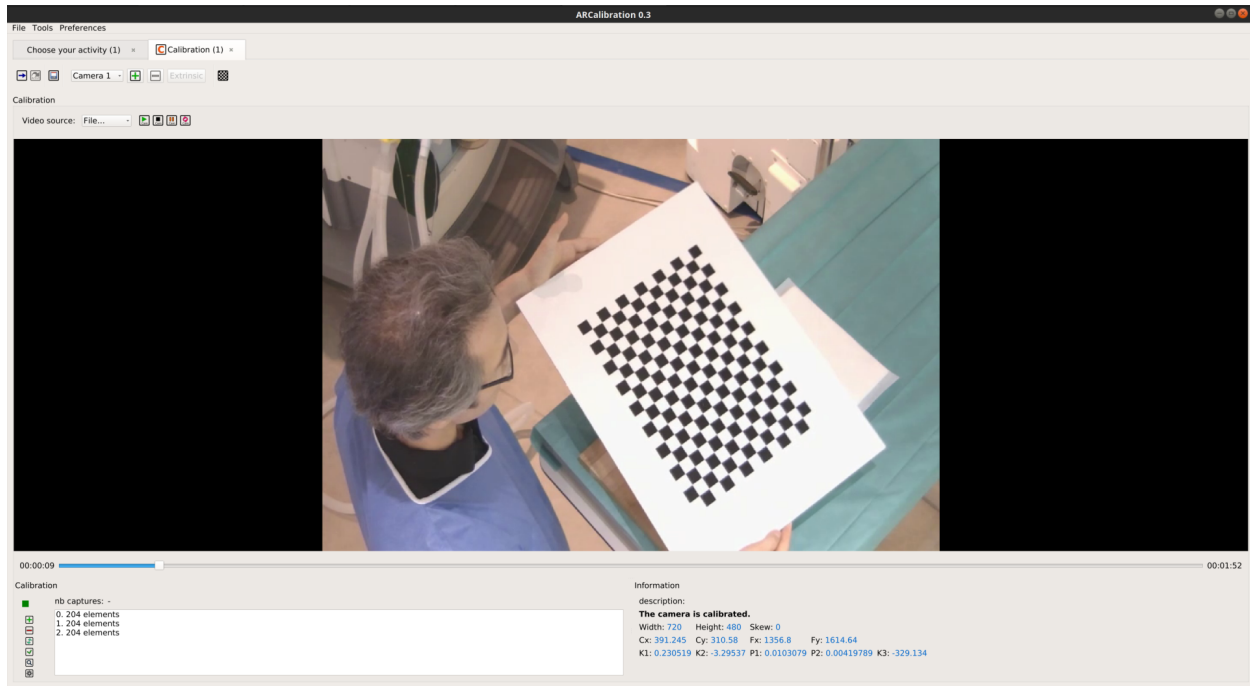 ARCalibration 0.3
File Tools Preferences
Choose your activity (1) × C Calibration (1) ×
Camera 1 Extrinsic
Calibration
Video source: File...
00:00:09 00:01:52
Calibration
nb captures: -
0. 204 elements
1. 204 elements
2. 204 elements
Information
description:
The camera is calibrated.
Width: 720 Height: 480 Skew: 0
Cx: 391.245 Cy: 310.58 Fx: 1356.8 Fy: 1614.64
K1: 0.230519 K2: -3.29537 P1: 0.0103079 P2: 0.00419789 K3: -329.134